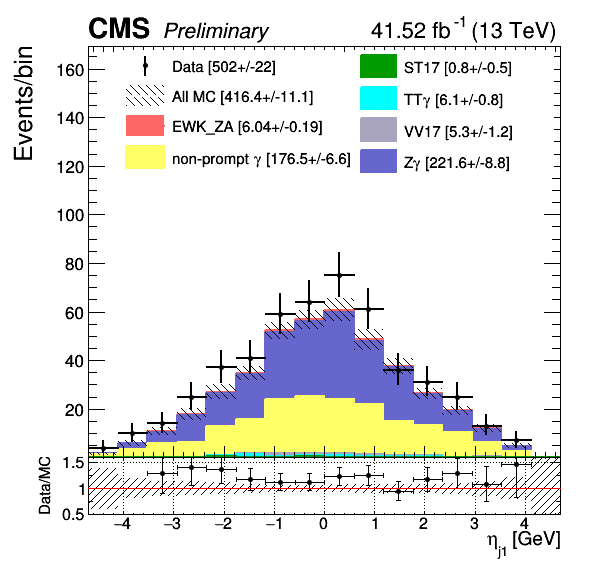 CMS Preliminary 41.52 fb⁻¹ (13 TeV)
Events/bin
160
140
120
100
80
60
40
20
Data [502+/-22]
All MC [416.4+/-11.1]
EWK_ZA [6.04+/-0.19]
non-prompt γ [176.5+/-6.6]
ST17 [0.8+/-0.5]
TTγ [6.1+/-0.8]
VV17 [5.3+/-1.2]
Zγ [221.6+/-8.8]
Data/MC
1.5
1
0.5
−4 −3 −2 −1 0 1 2 3 4
η_j1 [GeV]